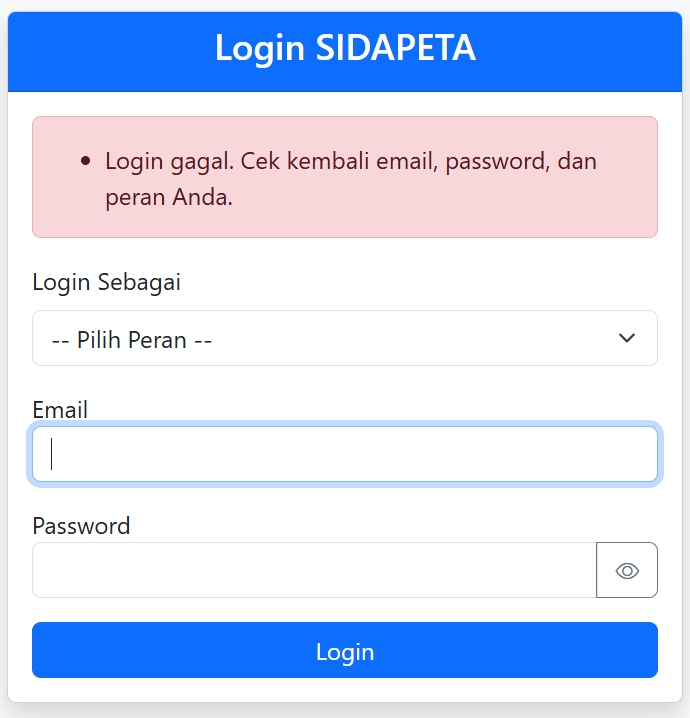 Login SIDAPETA
Login gagal. Cek kembali email, password, dan
peran Anda.
Login Sebagai
-- Pilih Peran --
Email
Password
Login